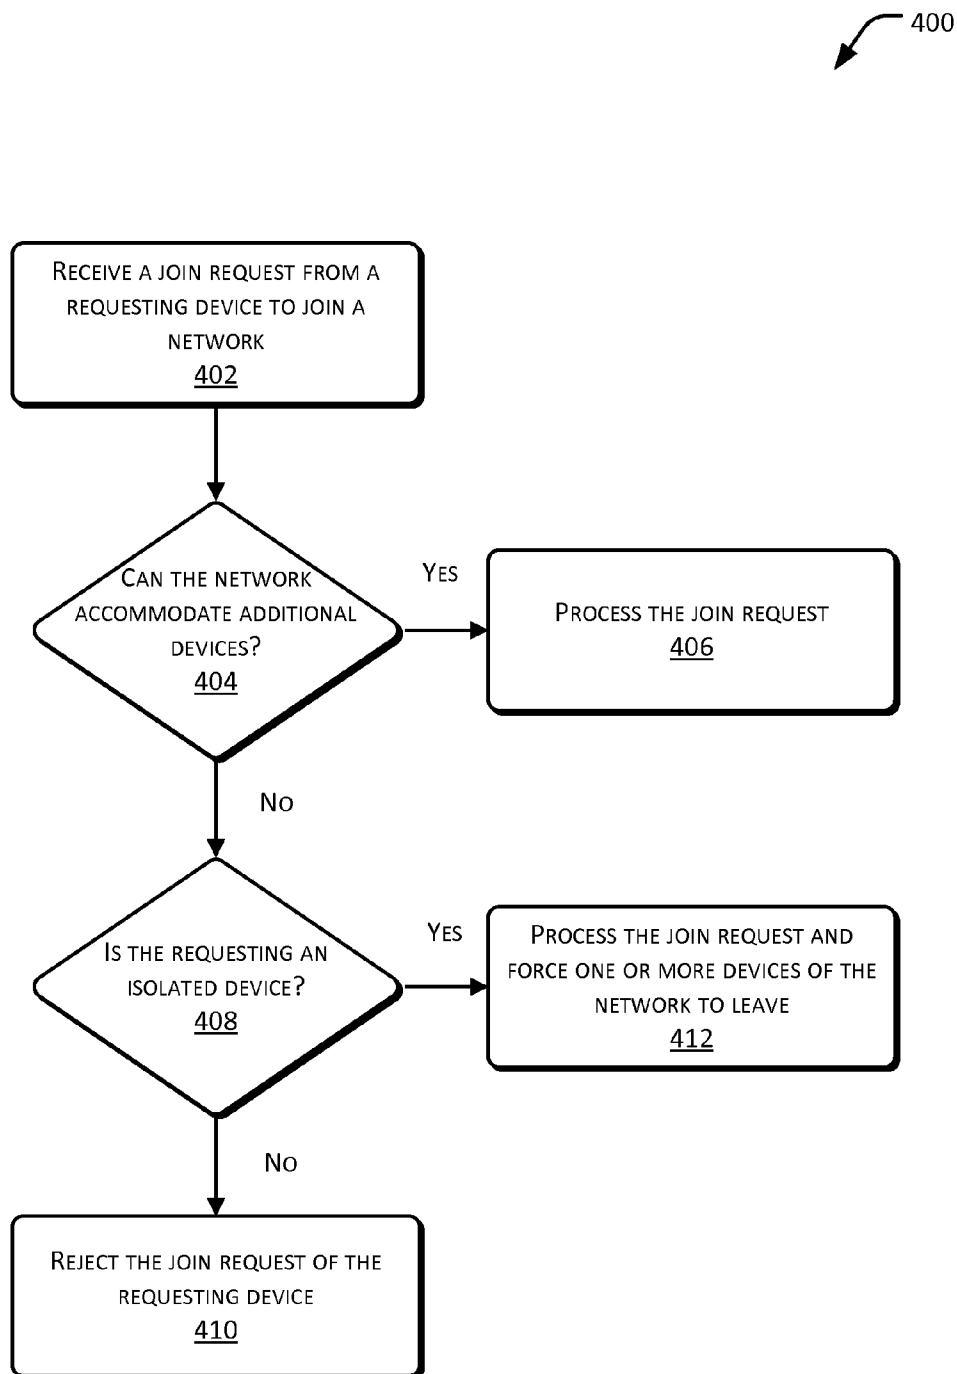 400
RECEIVE A JOIN REQUEST FROM A
REQUESTING DEVICE TO JOIN A
NETWORK
402
CAN THE NETWORK
ACCOMMODATE ADDITIONAL
DEVICES?
404
YES
PROCESS THE JOIN REQUEST
406
NO
IS THE REQUESTING AN
ISOLATED DEVICE?
408
YES
PROCESS THE JOIN REQUEST AND
FORCE ONE OR MORE DEVICES OF THE
NETWORK TO LEAVE
412
NO
REJECT THE JOIN REQUEST OF THE
REQUESTING DEVICE
410